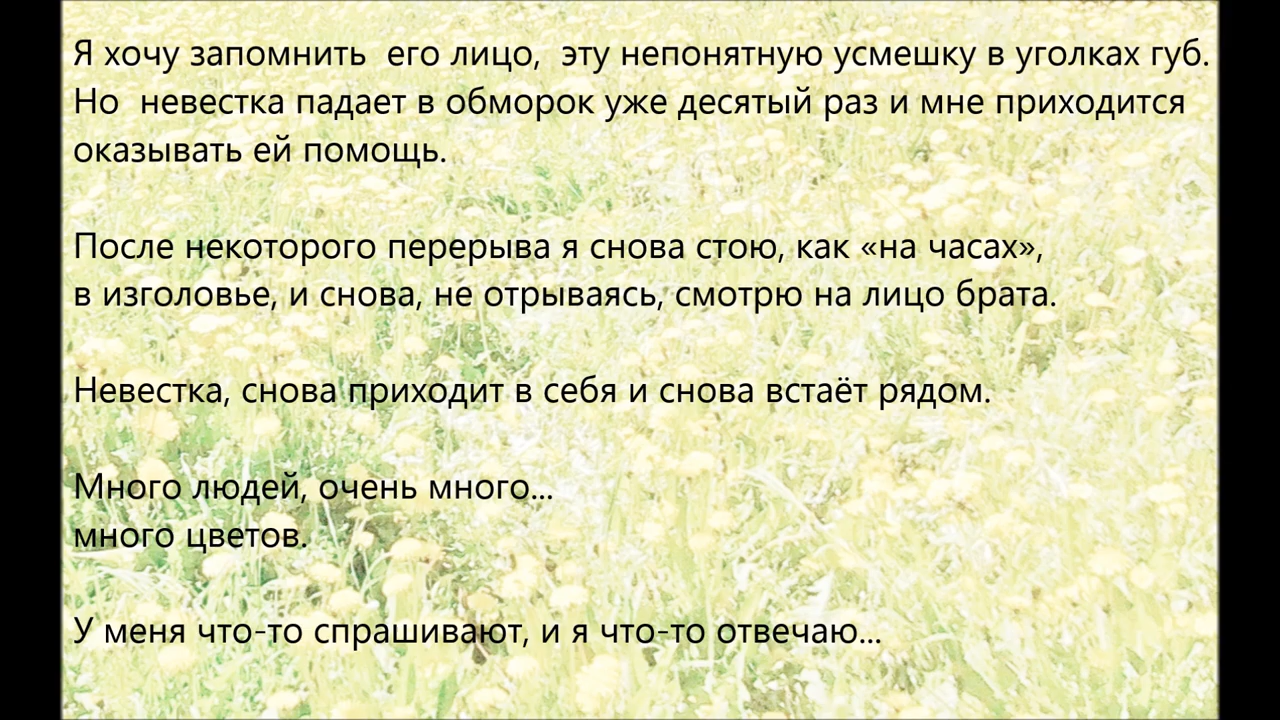 Я хочу запомнить его лицо, эту непонятную усмешку в уголках губ.
Но невестка падает в обморок уже десятый раз и мне приходится
оказывать ей помощь.
После некоторого перерыва я снова стою, как «на часах»,
в изголовье, и снова, не отрываясь, смотрю на лицо брата.
Невестка, снова приходит в себя и снова встаёт рядом.
Много людей, очень много...
много цветов.
У меня что-то спрашивают, и я что-то отвечаю...